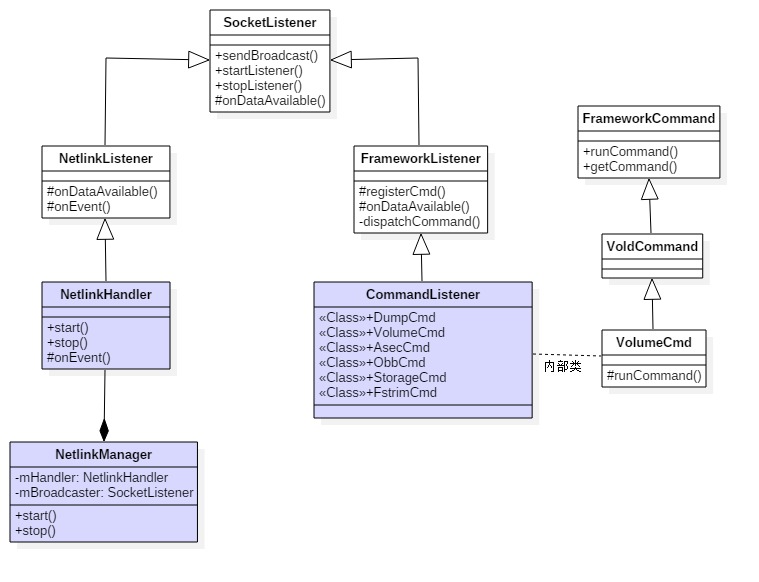 SocketListener
+sendBroadcast()
+startListener()
+stopListener()
#onDataAvailable()
NetlinkListener
#onDataAvailable()
#onEvent()
FrameworkListener
#registerCmd()
#onDataAvailable()
-dispatchCommand()
FrameworkCommand
+runCommand()
+getCommand()
VoldCommand
NetlinkHandler
+start()
+stop()
#onEvent()
CommandListener
«Class»+DumpCmd
«Class»+VolumeCmd
«Class»+AsecCmd
«Class»+ObbCmd
«Class»+StorageCmd
«Class»+FstrimCmd
内部类
VolumeCmd
#runCommand()
NetlinkManager
-mHandler: NetlinkHandler
-mBroadcaster: SocketListener
+start()
+stop()